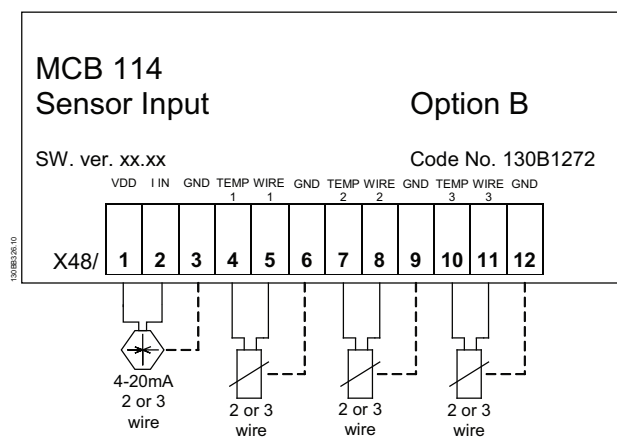 MCB 114
Sensor Input
Option B
SW. ver. xx.xx
Code No. 130B1272
VDD I IN GND TEMP WIRE GND TEMP WIRE GND TEMP WIRE GND
1 1 2 2 3 3
X48/ 1 2 3 4 5 6 7 8 9 10 11 12
130BB326.10
4-20mA
2 or 3
wire
2 or 3
wire
2 or 3
wire
2 or 3
wire